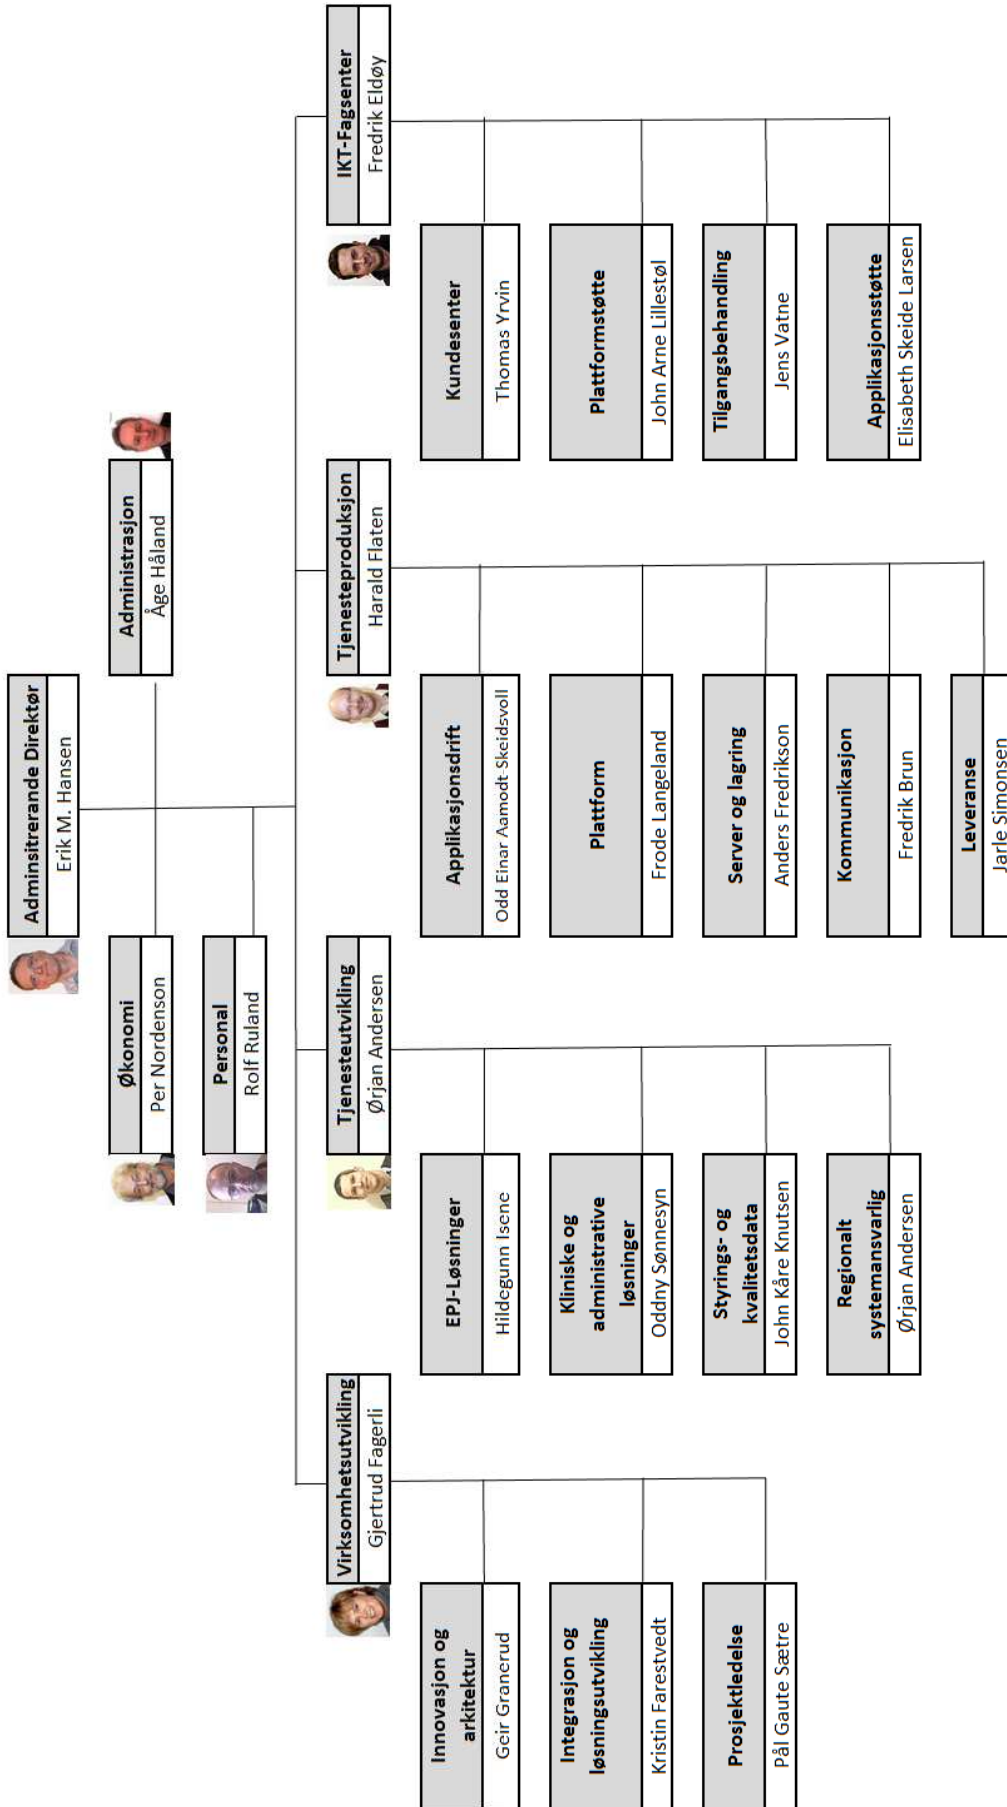 Adminsitrerande Direktør
Erik M. Hansen
Økonomi
Per Nordenson
Administrasjon
Åge Håland
Personal
Rolf Ruland
Virksomhetsutvikling
Gjertrud Fagerli
Innovasjon og
arkitektur
Geir Granerud
Integrasjon og
løsningsutvikling
Kristin Farestvedt
Prosjektledelse
Pål Gaute Sætre
Tjenesteutvikling
Ørjan Andersen
EPJ-Løsninger
Hildegunn Isene
Kliniske og
administrative
løsninger
Oddny Sønnesyn
Styrings- og
kvalitetsdata
John Kåre Knutsen
Regionalt
systemansvarlig
Ørjan Andersen
Tjenesteproduksjon
Harald Flaten
Applikasjonsdrift
Odd Einar Aamodt-Skeidsvoll
Plattform
Frode Langeland
Server og lagring
Anders Fredrikson
Kommunikasjon
Fredrik Brun
Leveranse
Jarle Simonsen
IKT-Fagsenter
Fredrik Eldøy
Kundesenter
Thomas Yrvin
Plattformstøtte
John Arne Lillestøl
Tilgangsbehandling
Jens Vatne
Applikasjonsstøtte
Elisabeth Skeide Larsen